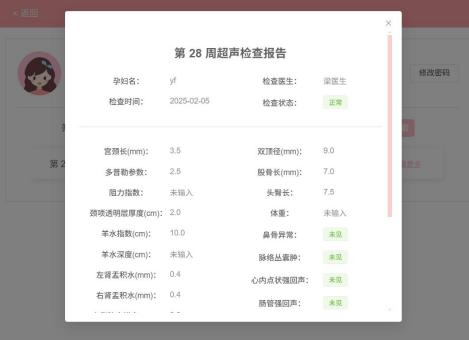 < 返回
×
第 28 周超声检查报告
孕妇名： yf 检查医生： 梁医生
修改密码
检查时间： 2025-02-05 检查状态： 正常
宫颈长(mm)： 3.5 双顶径(mm)： 9.0
第 2
多普勒参数： 2.5 股骨长(mm)： 7.0
阻力指数： 未输入 头臀长： 7.5
颈项透明层厚度(cm)： 2.0 体重： 未输入
羊水指数(cm)： 10.0 鼻骨异常： 未见
羊水深度(cm)： 未输入 脉络丛囊肿： 未见
左肾盂积水(mm)： 0.4 心内点状强回声： 未见
右肾盂积水(mm)： 0.4 肠管强回声： 未见